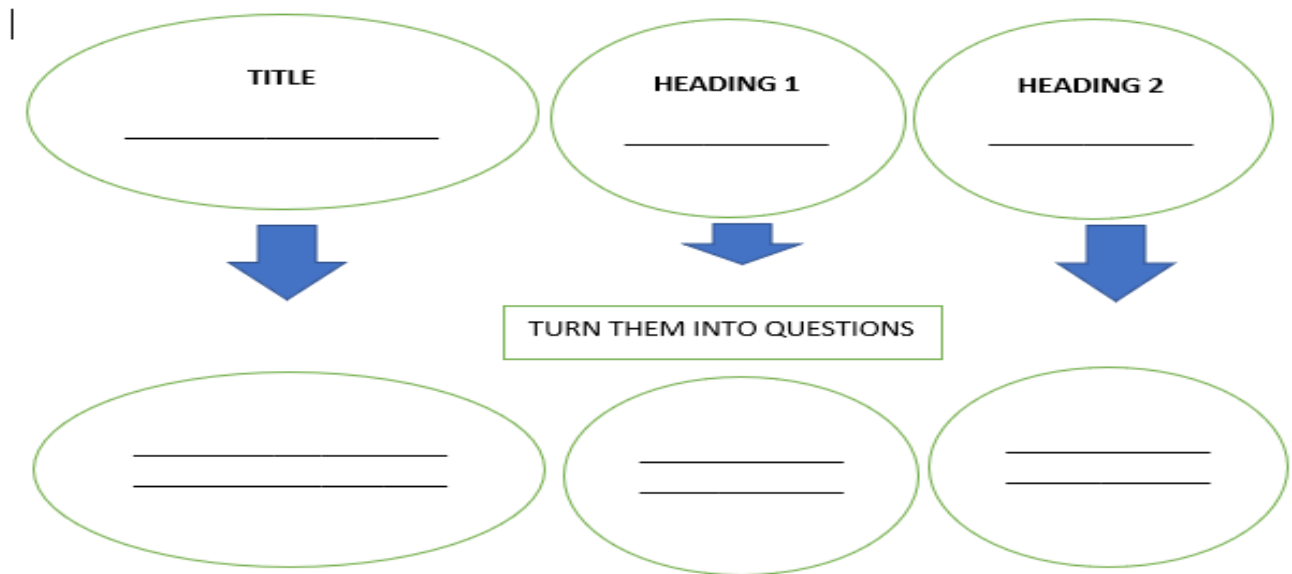 TITLE
HEADING 1
HEADING 2
TURN THEM INTO QUESTIONS